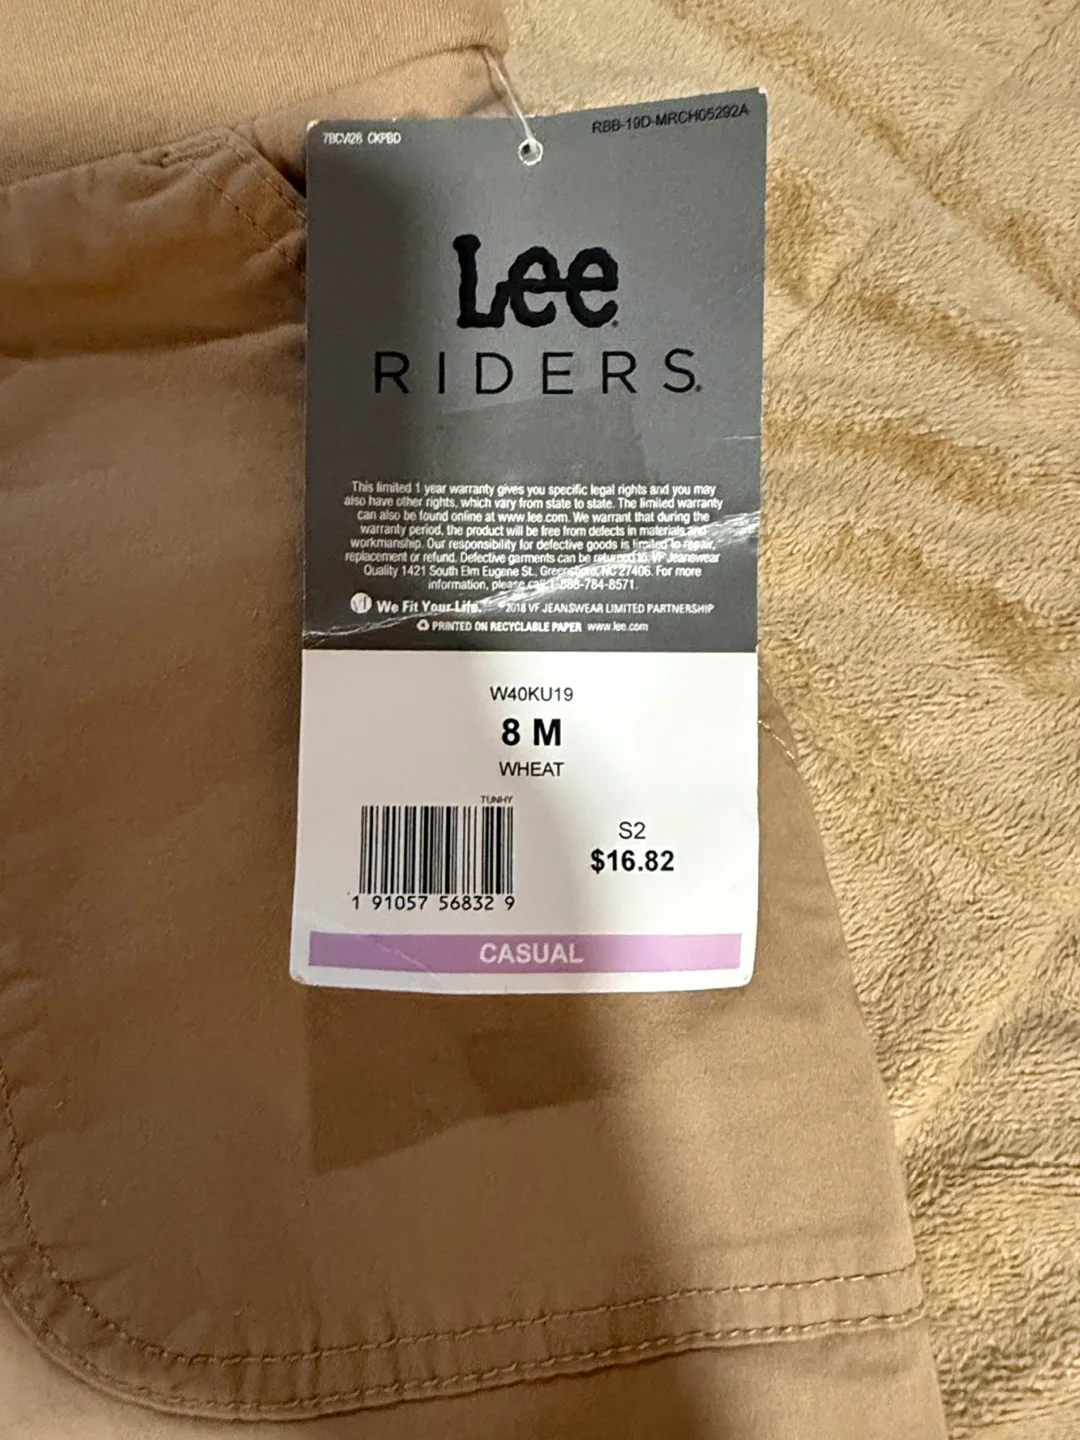 7BCV28 CKPBD
RBB-19D-MRCH05292A
Lee
RIDERS®
This limited 1 year warranty gives you specific legal rights and you may
also have other rights, which vary from state to state. The limited warranty
can also be found online at www.lee.com. We warrant that during the
warranty period, the product will be free from defects in materials and
workmanship. Our responsibility for defective goods is limited to repair,
replacement or refund. Defective garments can be returned to: VF Jeanswear
Quality 1421 South Elm Eugene St., Greensboro, NC 27406. For more
information, please call 1-888-784-8571.
We Fit Your Life. © 2018 VF JEANSWEAR LIMITED PARTNERSHIP
PRINTED ON RECYCLABLE PAPER www.lee.com
W40KU19
8 M
WHEAT
TUNHY
S2
$16.82
1 91057 56832 9
CASUAL